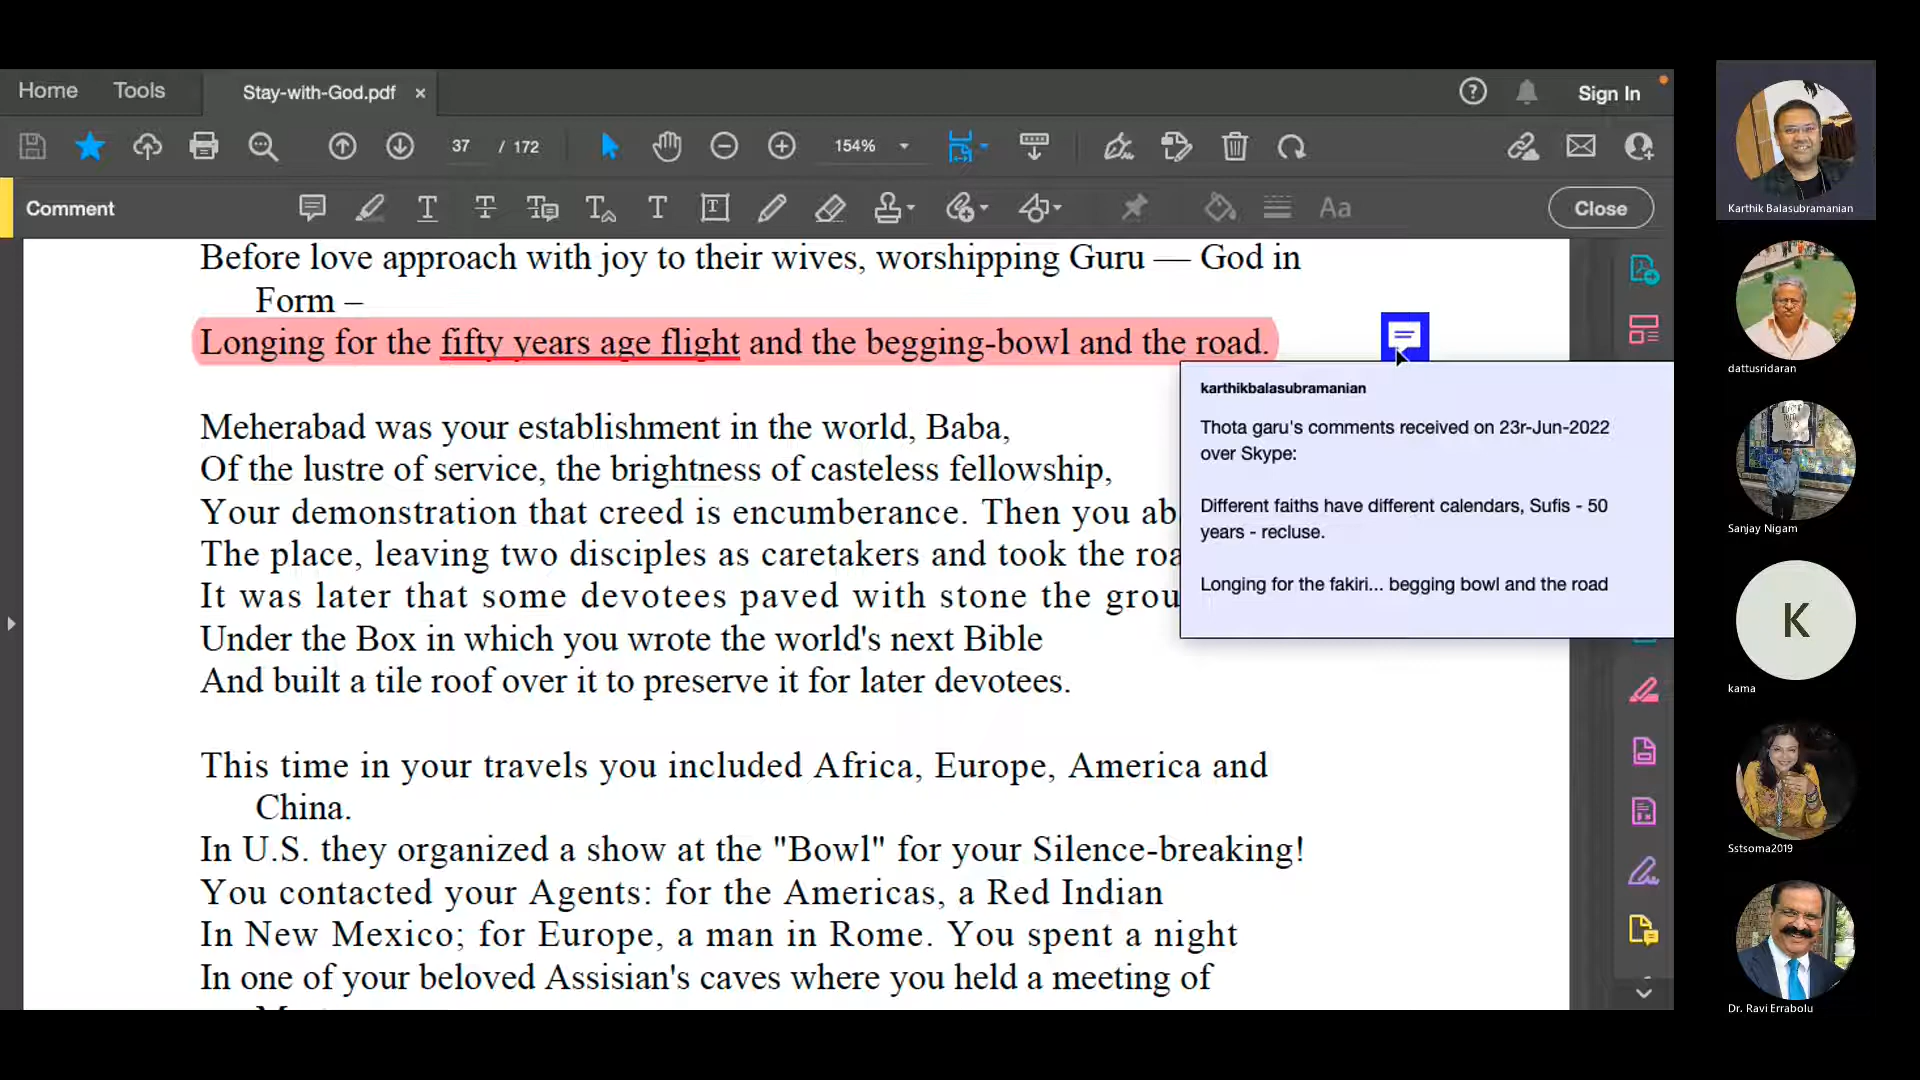 Home
Tools
Stay-with-God.pdf
Sign In
37 / 172
154%
Comment
Close
Before love approach with joy to their wives, worshipping Guru — God in
Form –
Longing for the fifty years age flight and the begging-bowl and the road.
Meherabad was your establishment in the world, Baba,
Of the lustre of service, the brightness of casteless fellowship,
Your demonstration that creed is encumberance. Then you ab
The place, leaving two disciples as caretakers and took the roa
It was later that some devotees paved with stone the grou
Under the Box in which you wrote the world's next Bible
And built a tile roof over it to preserve it for later devotees.
This time in your travels you included Africa, Europe, America and
China.
In U.S. they organized a show at the "Bowl" for your Silence-breaking!
You contacted your Agents: for the Americas, a Red Indian
In New Mexico; for Europe, a man in Rome. You spent a night
In one of your beloved Assisian's caves where you held a meeting of
karthikbalasubramanian
Thota garu's comments received on 23r-Jun-2022
over Skype:
Different faiths have different calendars, Sufis - 50
years - recluse.
Longing for the fakiri... begging bowl and the road
Karthik Balasubramanian
dattusridaran
Sanjay Nigam
K
kama
Sstsoma2019
Dr. Ravi Errabolu